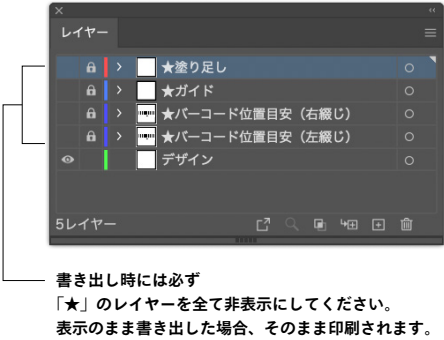 レイヤー
★塗り足し
★ガイド
★バーコード位置目安（右綴じ）
★バーコード位置目安（左綴じ）
デザイン
5レイヤー
書き出し時には必ず
「★」のレイヤーを全て非表示にしてください。
表示のまま書き出した場合、そのまま印刷されます。